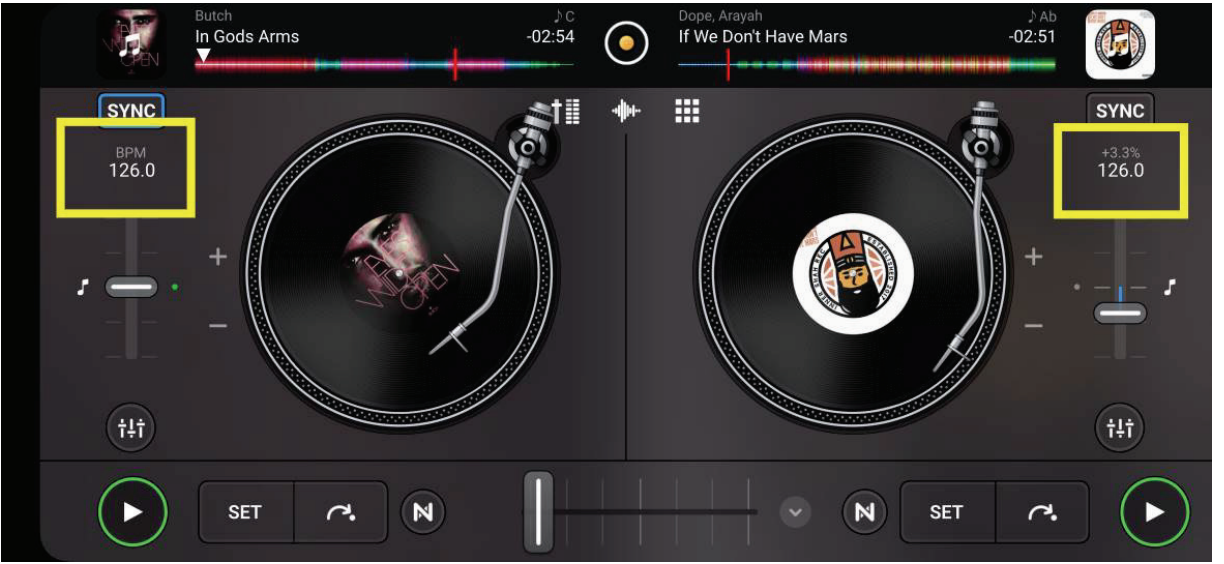 Butch
♪ C
In Gods Arms
-02:54
Dope, Arayah
♪ Ab
If We Don't Have Mars
-02:51
SYNC
BPM
126.0
SYNC
+3.3%
126.0
+
−
+
−
SET
N
N
SET